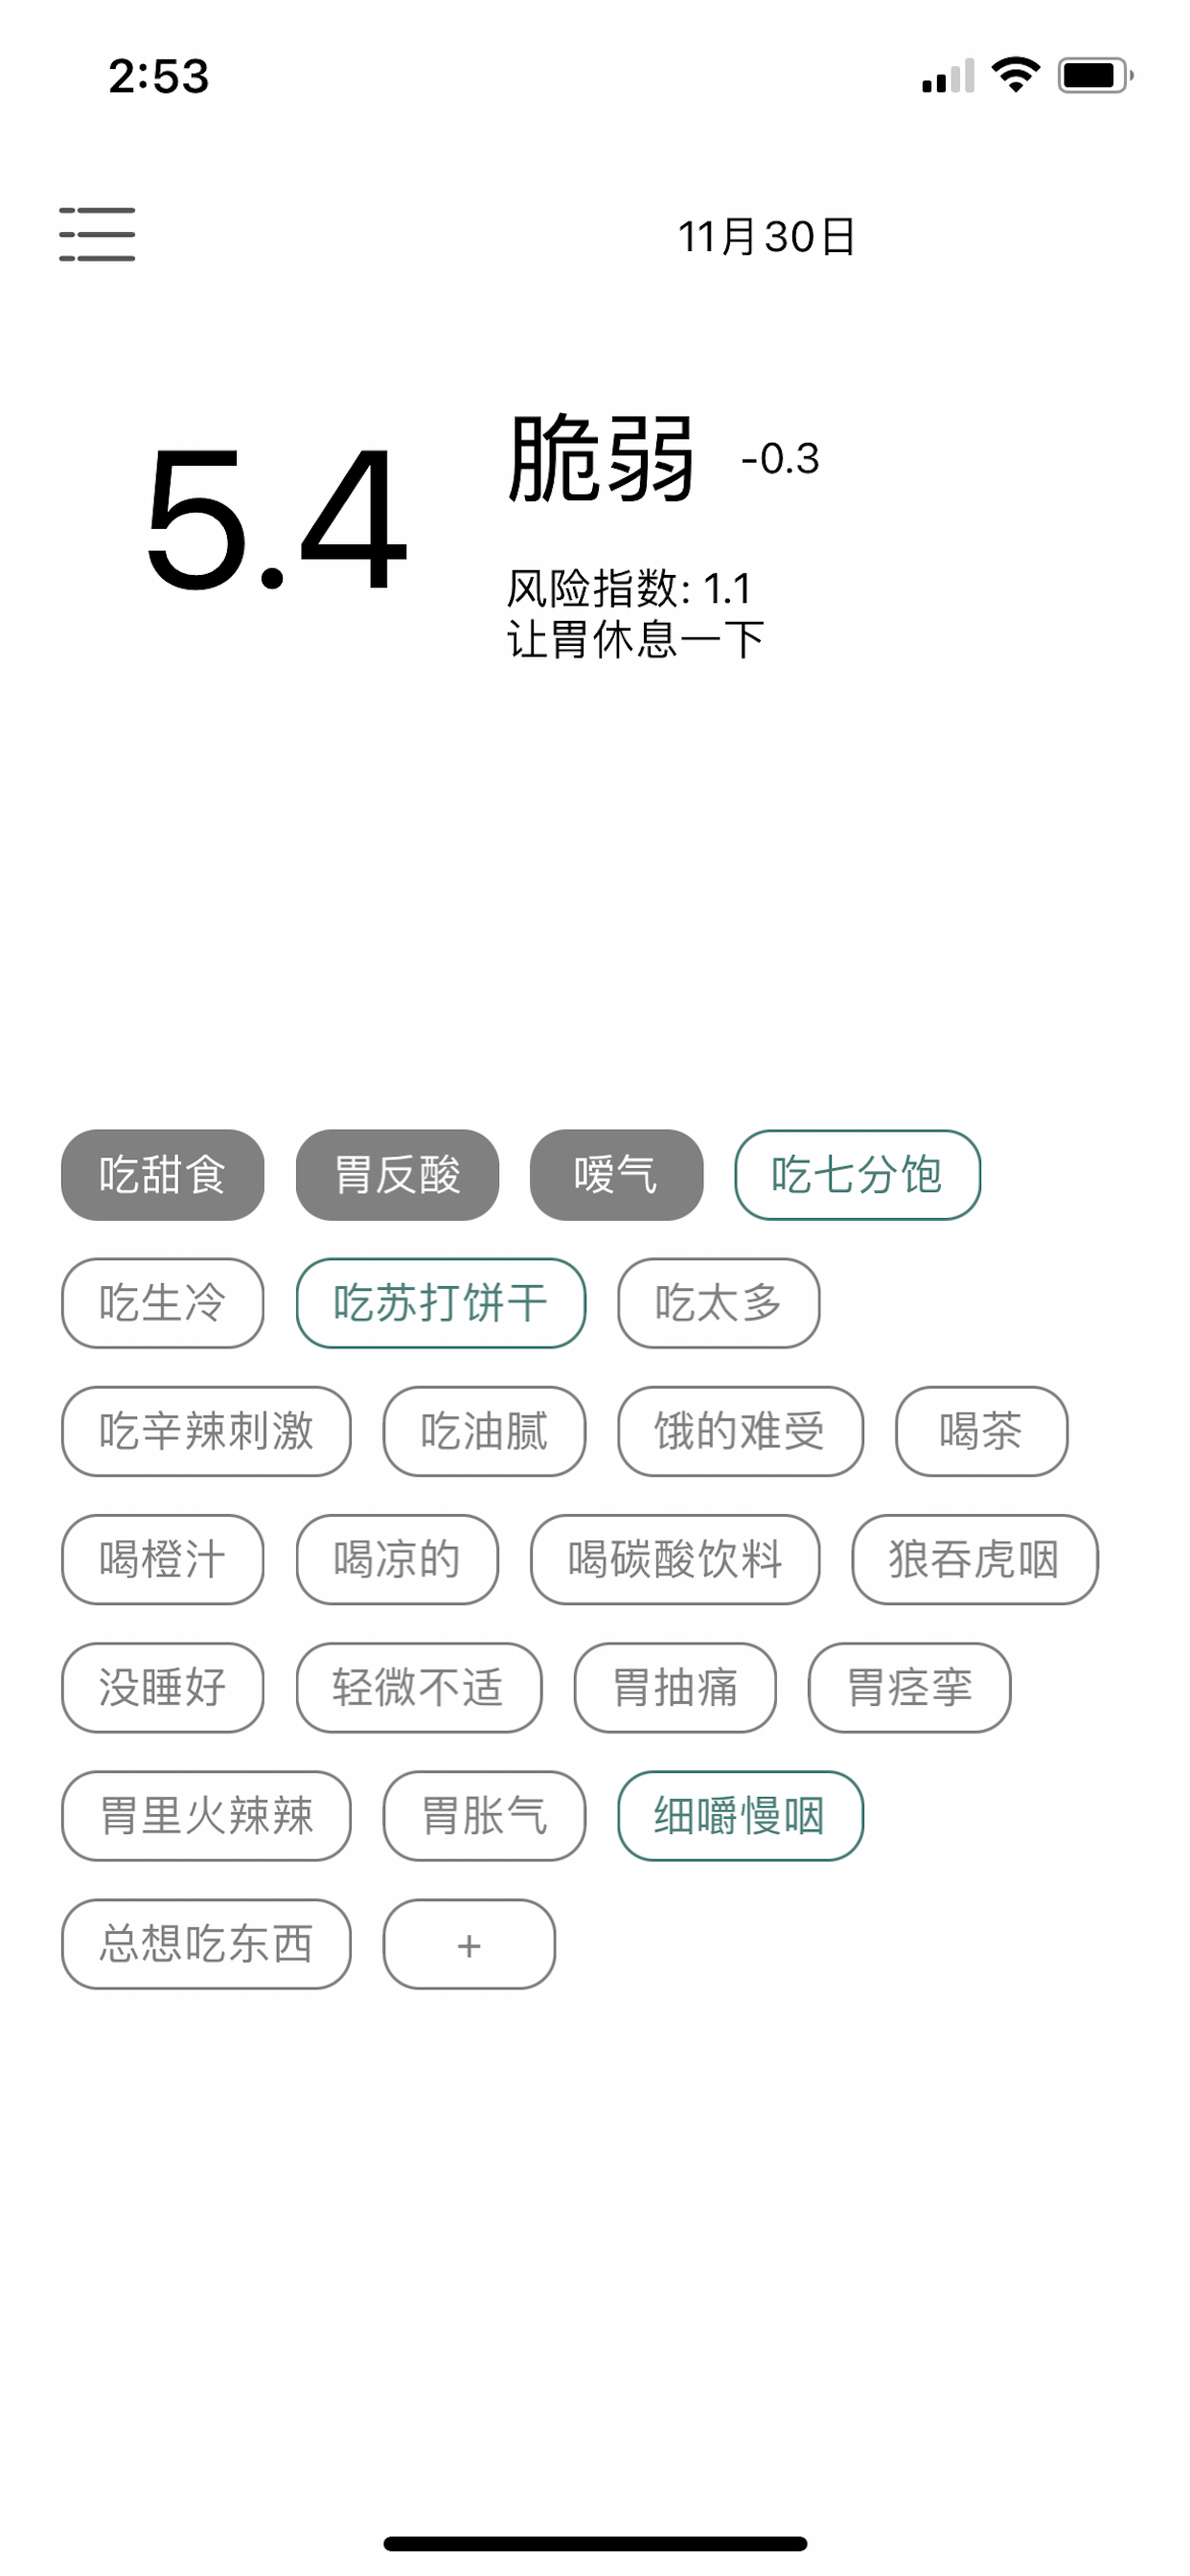 2:53
11月30日
5.4
脆弱 -0.3
风险指数: 1.1
让胃休息一下
吃甜食 胃反酸 嗳气 吃七分饱
吃生冷 吃苏打饼干 吃太多
吃辛辣刺激 吃油腻 饿的难受 喝茶
喝橙汁 喝凉的 喝碳酸饮料 狼吞虎咽
没睡好 轻微不适 胃抽痛 胃痉挛
胃里火辣辣 胃胀气 细嚼慢咽
总想吃东西 +